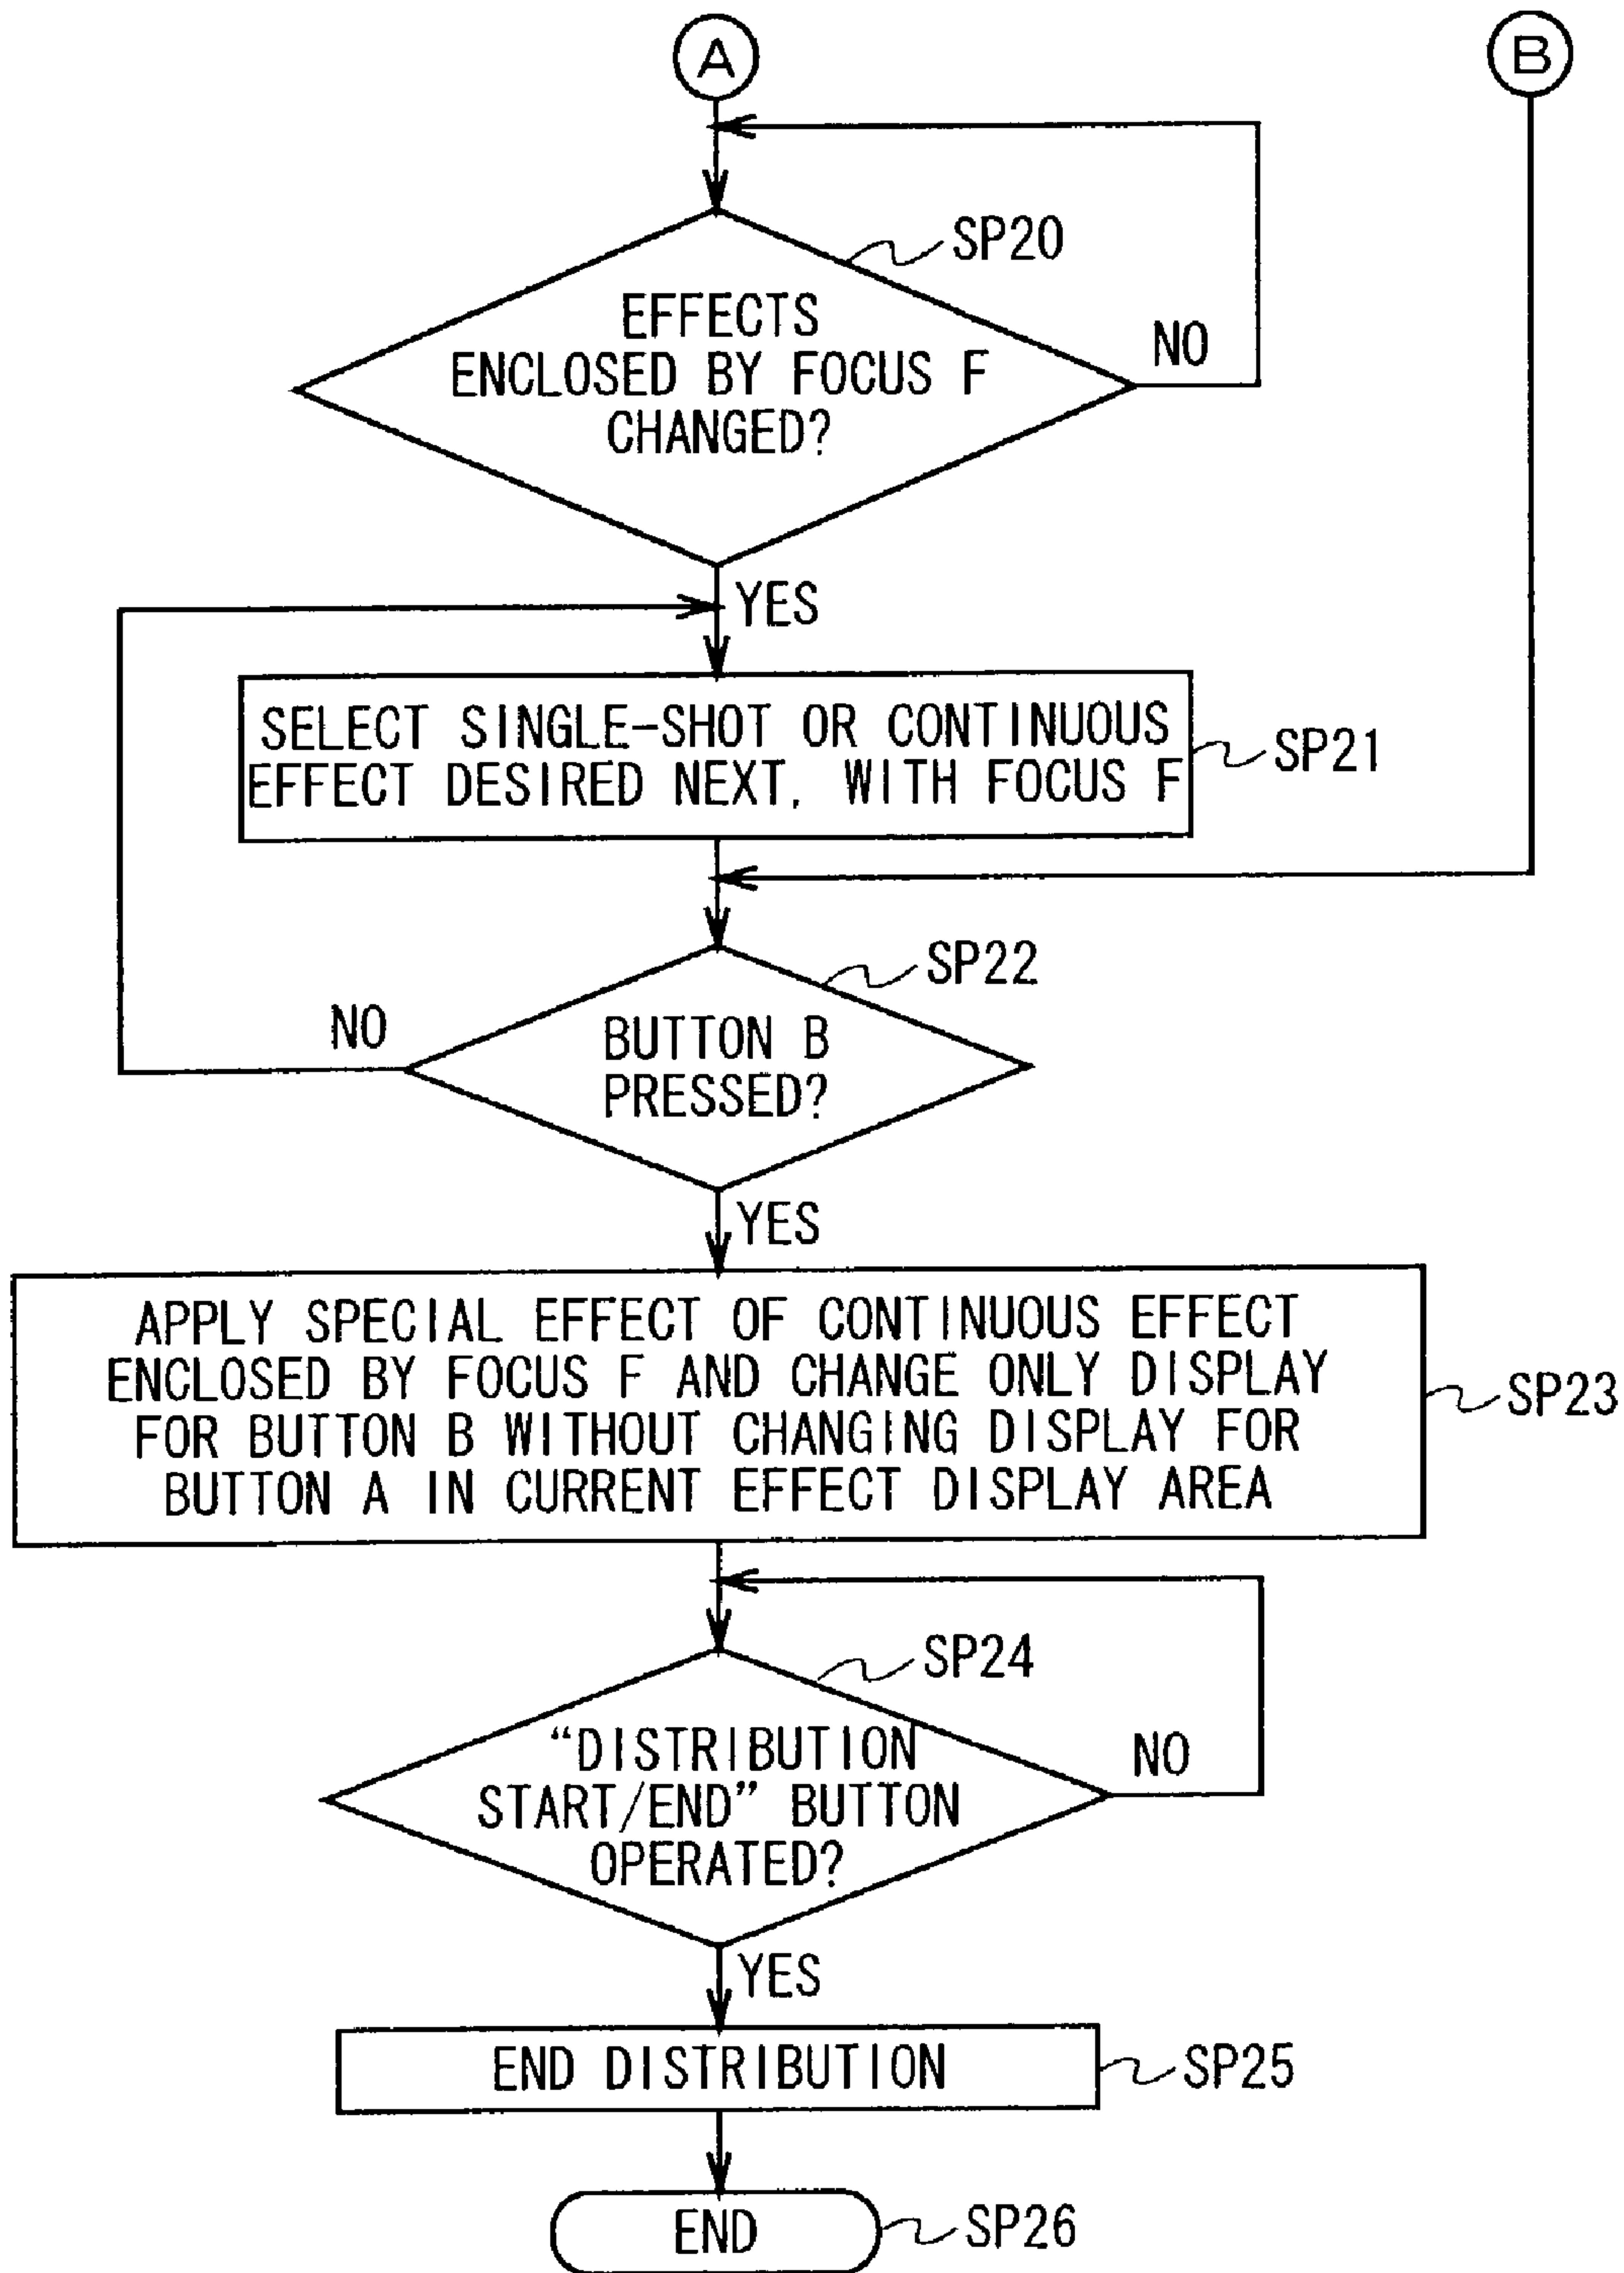 A
B
SP20
EFFECTS
ENCLOSED BY FOCUS F
CHANGED?
NO
YES
SELECT SINGLE-SHOT OR CONTINUOUS
EFFECT DESIRED NEXT, WITH FOCUS F
SP21
SP22
NO
BUTTON B
PRESSED?
YES
APPLY SPECIAL EFFECT OF CONTINUOUS EFFECT
ENCLOSED BY FOCUS F AND CHANGE ONLY DISPLAY
FOR BUTTON B WITHOUT CHANGING DISPLAY FOR
BUTTON A IN CURRENT EFFECT DISPLAY AREA
SP23
SP24
“DISTRIBUTION
START/END” BUTTON
OPERATED?
NO
YES
END DISTRIBUTION
SP25
END
SP26